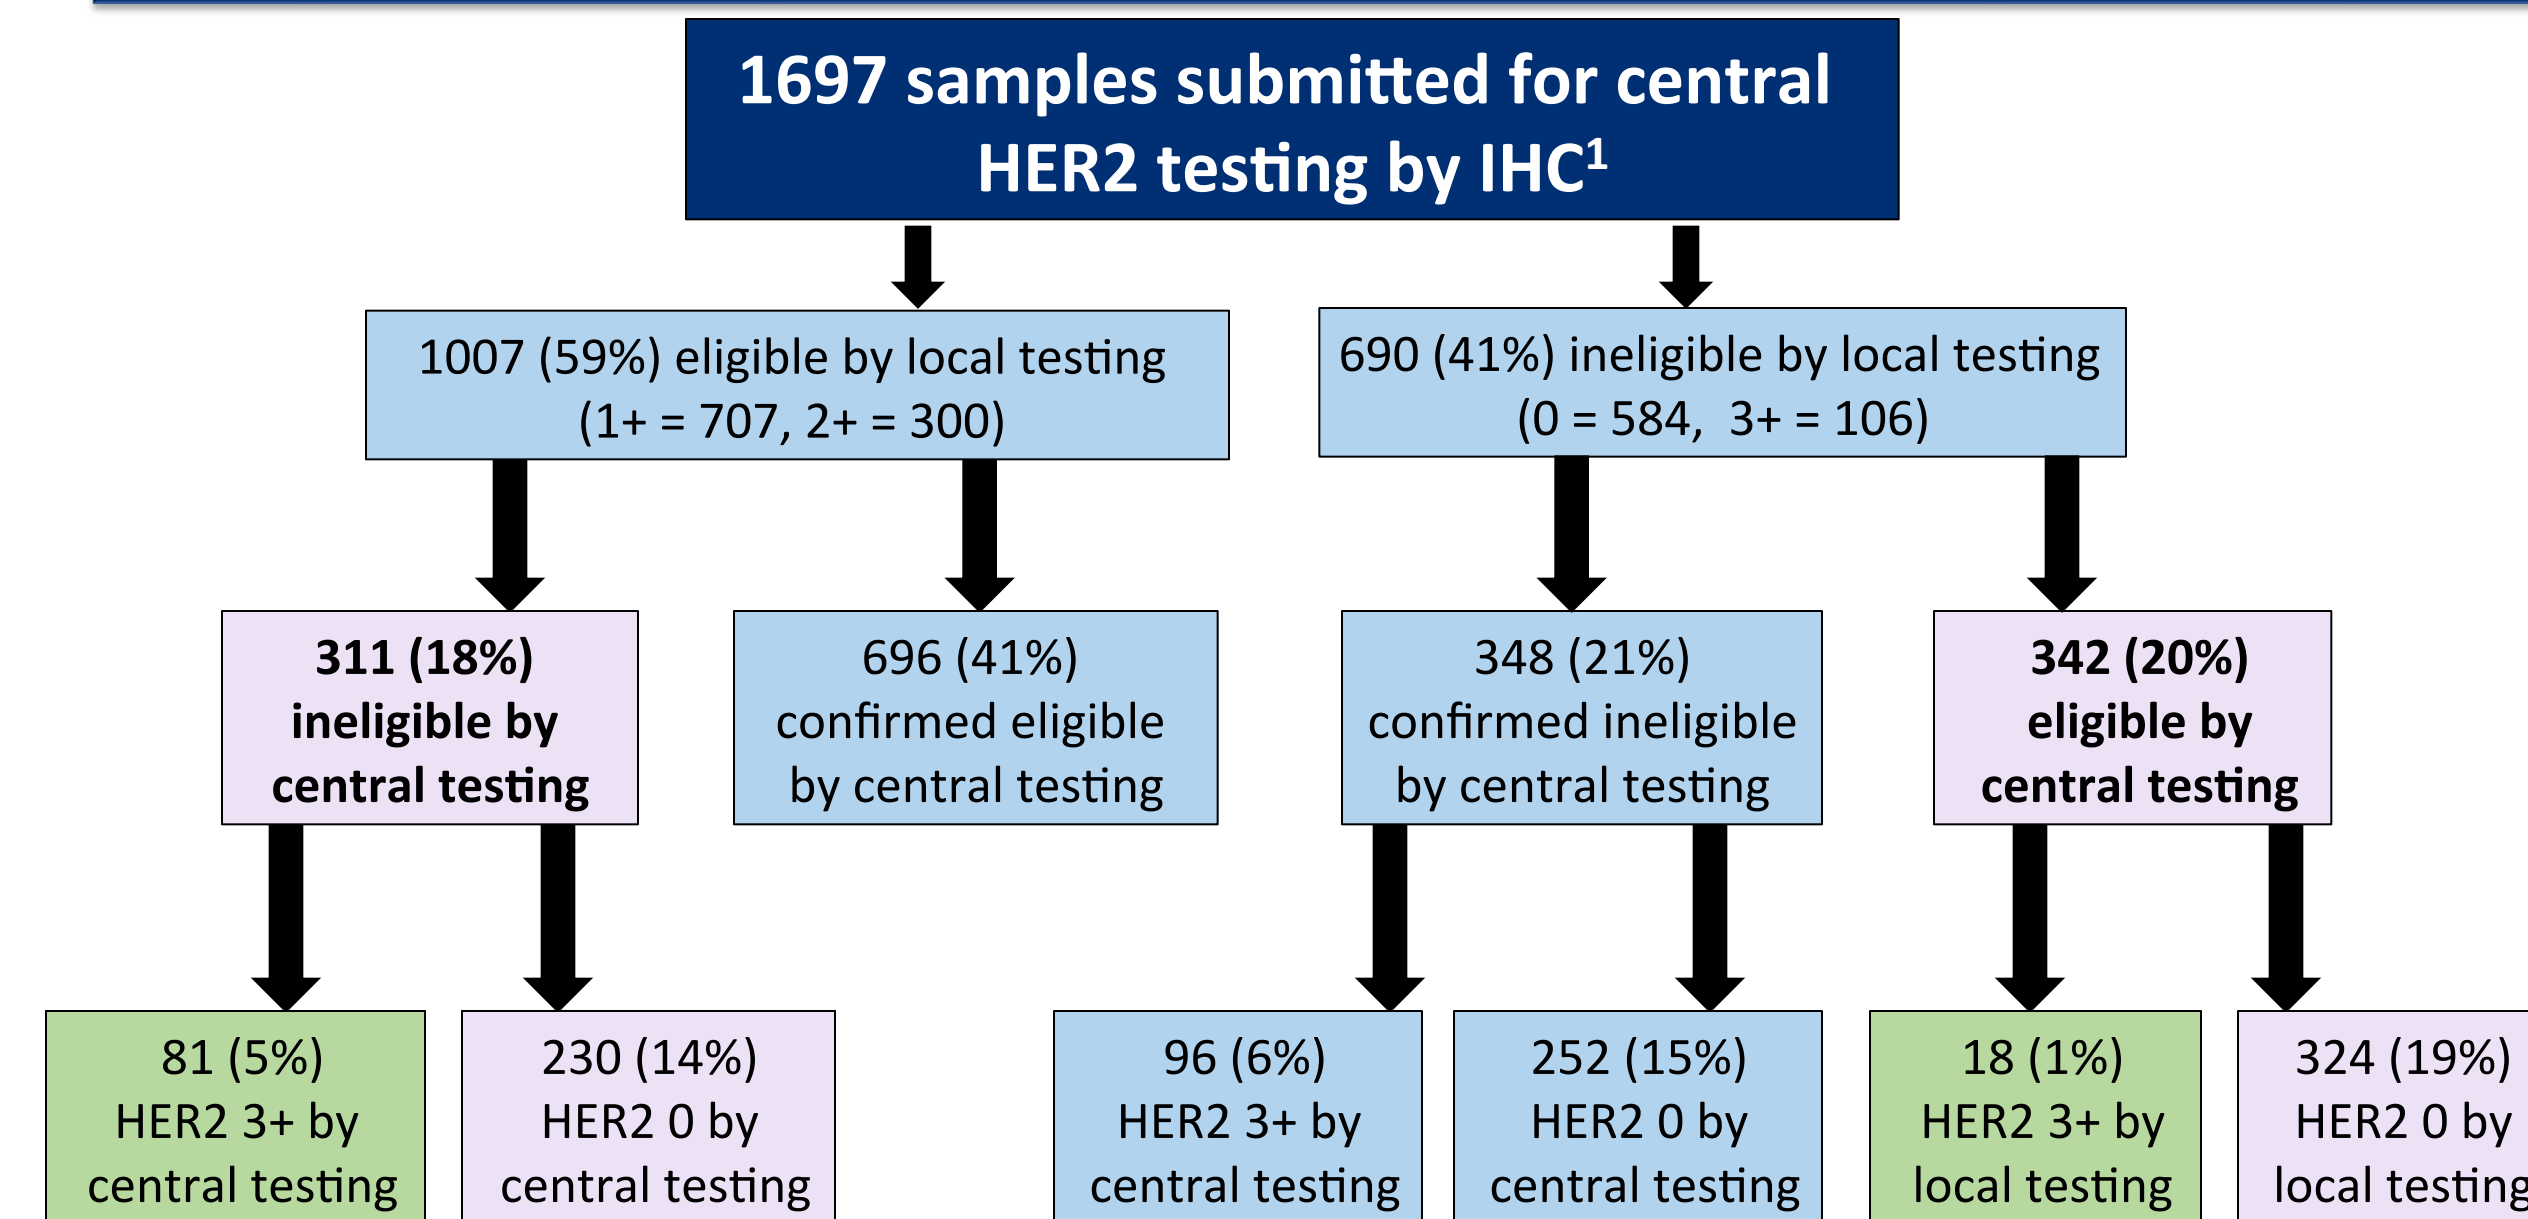 1697 samples submitted for central
HER2 testing by IHC¹
1007 (59%) eligible by local testing
(1+ = 707, 2+ = 300)
690 (41%) ineligible by local testing
(0 = 584, 3+ = 106)
311 (18%)
ineligible by
central testing
696 (41%)
confirmed eligible
by central testing
348 (21%)
confirmed ineligible
by central testing
342 (20%)
eligible by
central testing
81 (5%)
HER2 3+ by
central testing
230 (14%)
HER2 0 by
central testing
96 (6%)
HER2 3+ by
central testing
252 (15%)
HER2 0 by
central testing
18 (1%)
HER2 3+ by
local testing
324 (19%)
HER2 0 by
local testing